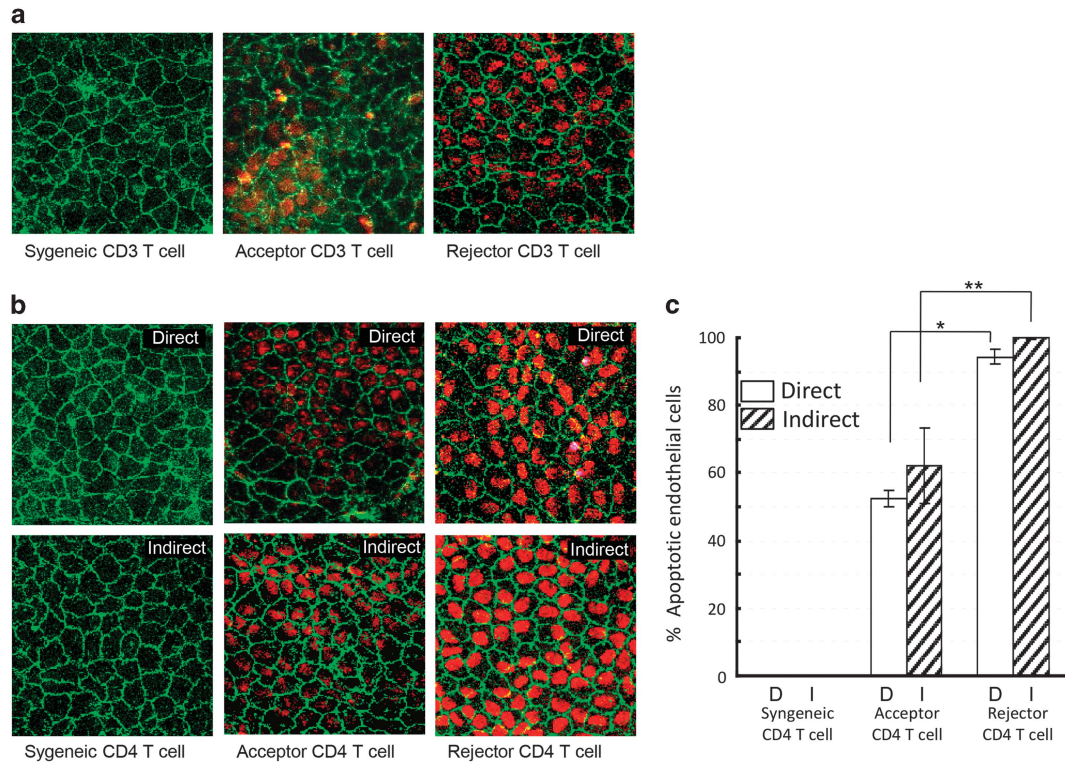 a
Sygeneic CD3 T cell
Acceptor CD3 T cell
Rejector CD3 T cell
b
Direct
Direct
Direct
Indirect
Indirect
Indirect
Sygeneic CD4 T cell
Acceptor CD4 T cell
Rejector CD4 T cell
c
**
*
% Apoptotic endothelial cells
100
80
60
40
20
0
Direct
Indirect
D I
D I
D I
Syngeneic
CD4 T cell
Acceptor
CD4 T cell
Rejector
CD4 T cell